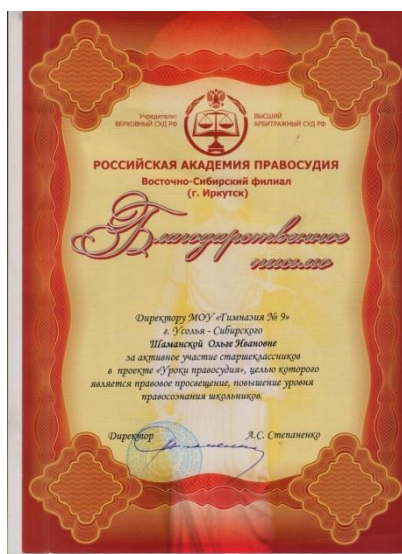 Учредители:
ВЕРХОВНЫЙ СУД РФ
ВЫСШИЙ
АРБИТРАЖНЫЙ СУД РФ
РОССИЙСКАЯ АКАДЕМИЯ ПРАВОСУДИЯ
Восточно-Сибирский филиал
(г. Иркутск)
Благодарственное
письмо
Директору МОУ «Гимназия № 9»
г. Усолья - Сибирского
Шаманской Ольге Ивановне
за активное участие старшеклассников
в проекте «Уроки правосудия», целью которого
является правовое просвещение, повышение уровня
правосознания школьников.
Директор А.С. Степаненко